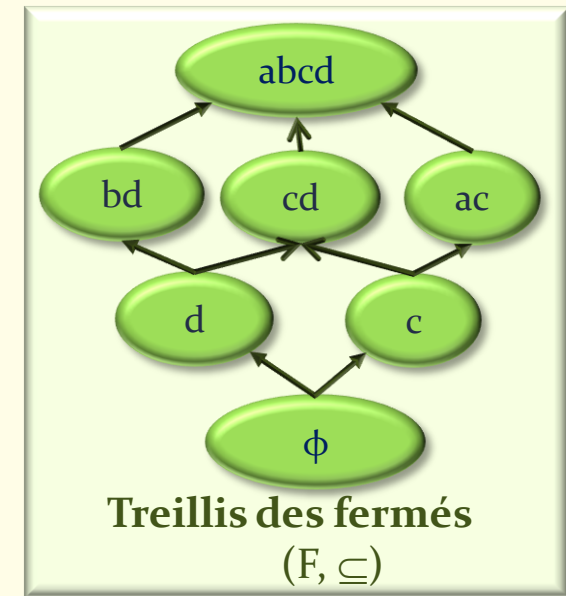 abcd
bd cd ac
d c
ϕ
Treillis des fermés
(F, ⊆)